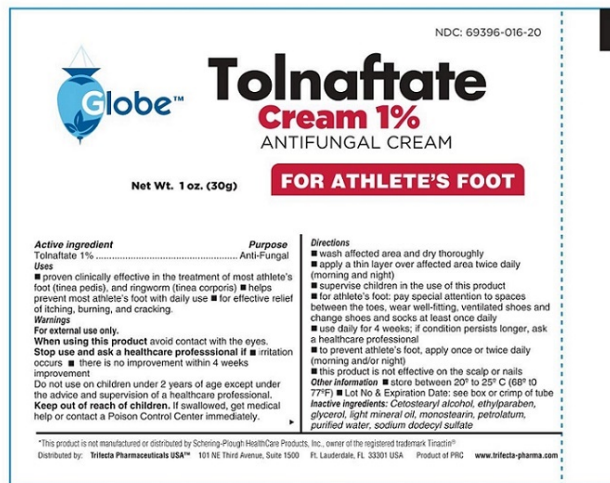 NDC: 69396-016-20
Globe™
Tolnaftate
Cream 1%
ANTIFUNGAL CREAM
Net Wt. 1 oz. (30g)
FOR ATHLETE'S FOOT
Active ingredient Purpose
Tolnaftate 1% ........................................ Anti-Fungal
Uses
■ proven clinically effective in the treatment of most athlete's
foot (tinea pedis), and ringworm (tinea corporis) ■ helps
prevent most athlete's foot with daily use ■ for effective relief
of itching, burning, and cracking.
Warnings
For external use only.
When using this product avoid contact with the eyes.
Stop use and ask a healthcare professsional if ■ irritation
occurs ■ there is no improvement within 4 weeks
improvement
Do not use on children under 2 years of age except under
the advice and supervision of a healthcare professional.
Keep out of reach of children. If swallowed, get medical
help or contact a Poison Control Center immediately.
Directions
■ wash affected area and dry thoroughly
■ apply a thin layer over affected area twice daily
(morning and night)
■ supervise children in the use of this product
■ for athlete's foot: pay special attention to spaces
between the toes, wear well-fitting, ventilated shoes and
change shoes and socks at least once daily
■ use daily for 4 weeks; if condition persists longer, ask
a healthcare professional
■ to prevent athlete's foot, apply once or twice daily
(morning and/or night)
■ this product is not effective on the scalp or nails
Other information ■ store between 20º to 25º C (68º to
77ºF) ■ Lot No & Expiration Date: see box or crimp of tube
Inactive ingredients: Cetostearyl alcohol, ethylparaben,
glycerol, light mineral oil, monostearin, petrolatum,
purified water, sodium dodecyl sulfate
*This product is not manufactured or distributed by Schering-Plough HealthCare Products, Inc., owner of the registered trademark Tinactin®
Distributed by: Trifecta Pharmaceuticals USA™ 101 NE Third Avenue, Suite 1500 Ft. Lauderdale, FL 33301 USA Product of PRC www.trifecta-pharma.com